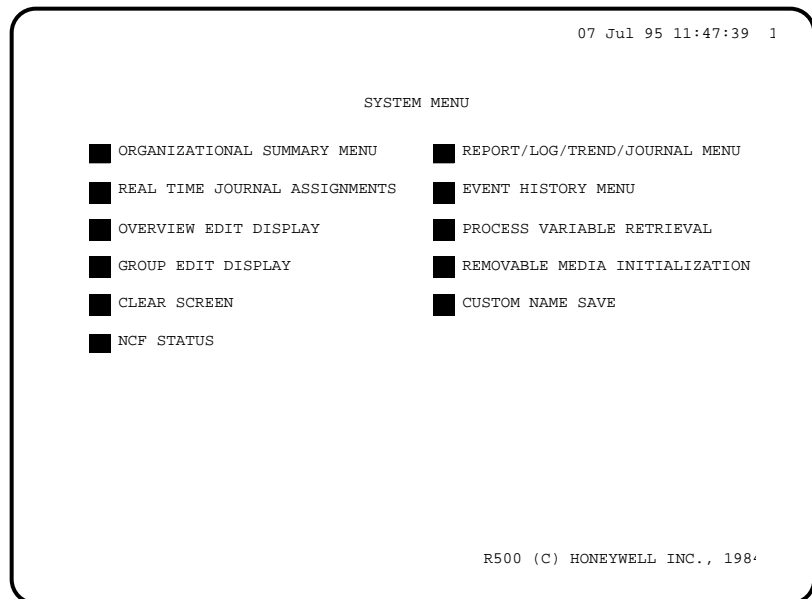 07 Jul 95 11:47:39 1
SYSTEM MENU
ORGANIZATIONAL SUMMARY MENU
REPORT/LOG/TREND/JOURNAL MENU
REAL TIME JOURNAL ASSIGNMENTS
EVENT HISTORY MENU
OVERVIEW EDIT DISPLAY
PROCESS VARIABLE RETRIEVAL
GROUP EDIT DISPLAY
REMOVABLE MEDIA INITIALIZATION
CLEAR SCREEN
CUSTOM NAME SAVE
NCF STATUS
R500 (C) HONEYWELL INC., 198